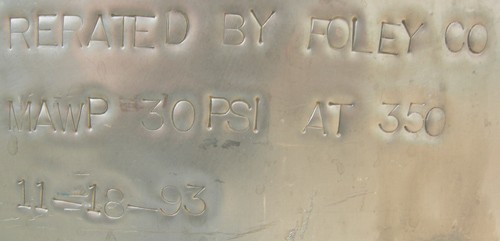 RERATED BY FOLEY CO
MAWP 30 PSI AT 350
11-18-93